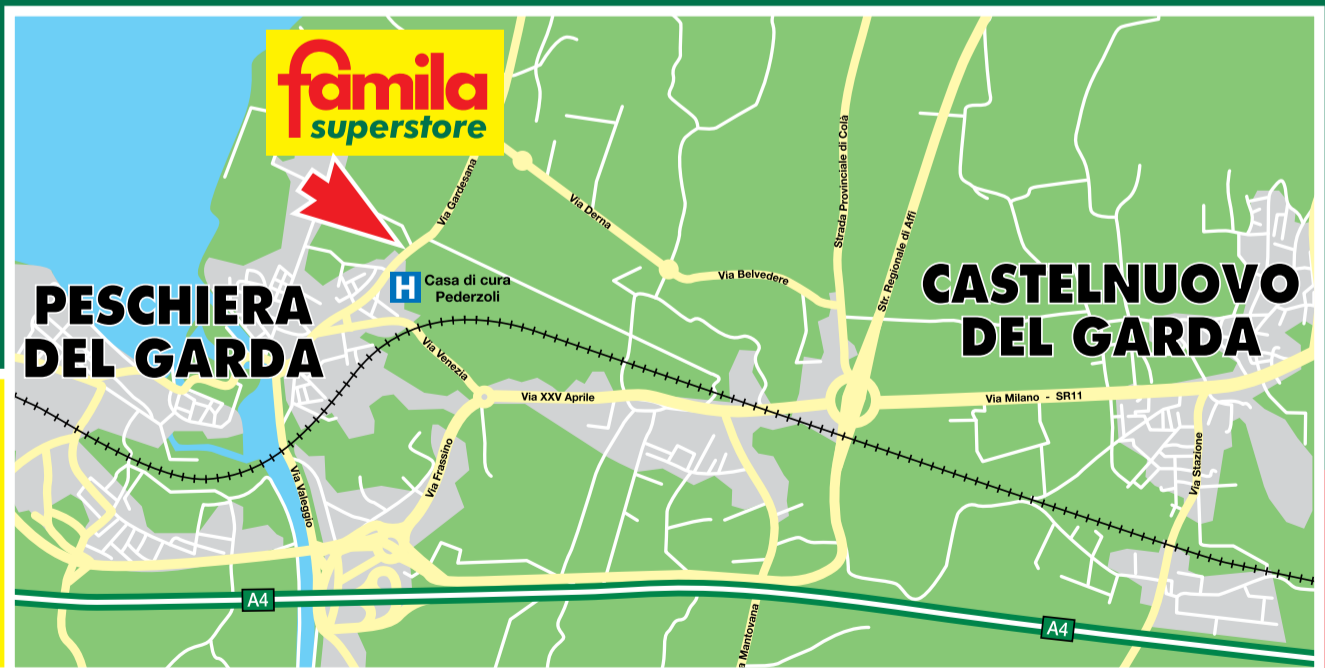 famila
superstore
Via Gardesana
Via Derna
Via Belvedere
Strada Provinciale di Colà
Str. Regionale di Affi
H
Casa di cura
Pederzoli
PESCHIERA
DEL GARDA
CASTELNUOVO
DEL GARDA
Via Venezia
Via XXV Aprile
Via Milano - SR11
Via Frassino
Via Valeggio
Via Stazione
A4
a Mantovana
A4